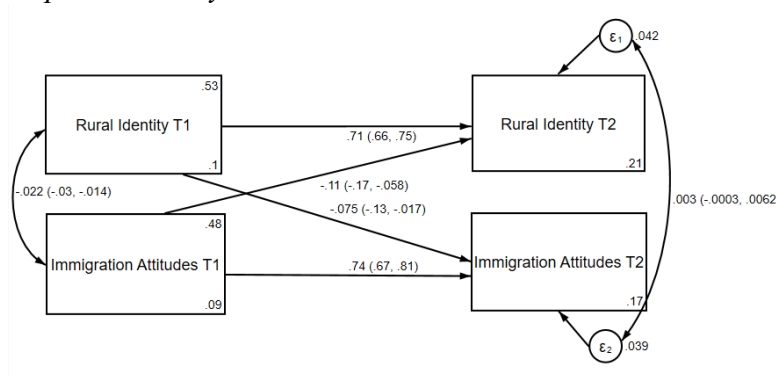 .53
Rural Identity T1
.1
.71 (.66, .75)
ε1
.042
Rural Identity T2
.21
-.022 (-.03, -.014)
-.11 (-.17, -.058)
-.075 (-.13, -.017)
.003 (-.0003, .0062)
.48
Immigration Attitudes T1
.09
.74 (.67, .81)
Immigration Attitudes T2
.17
ε2
.039